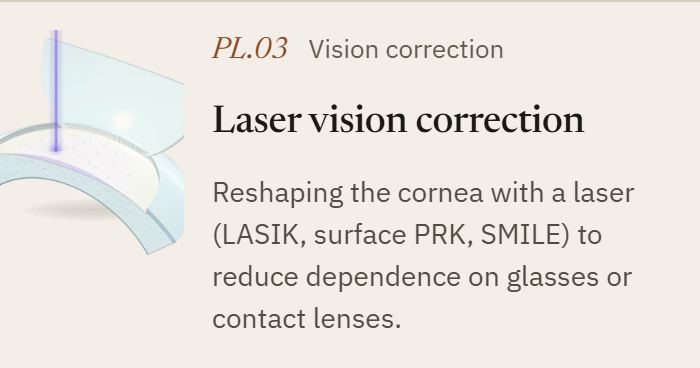 PL.03 Vision correction
Laser vision correction
Reshaping the cornea with a laser
(LASIK, surface PRK, SMILE) to
reduce dependence on glasses or
contact lenses.